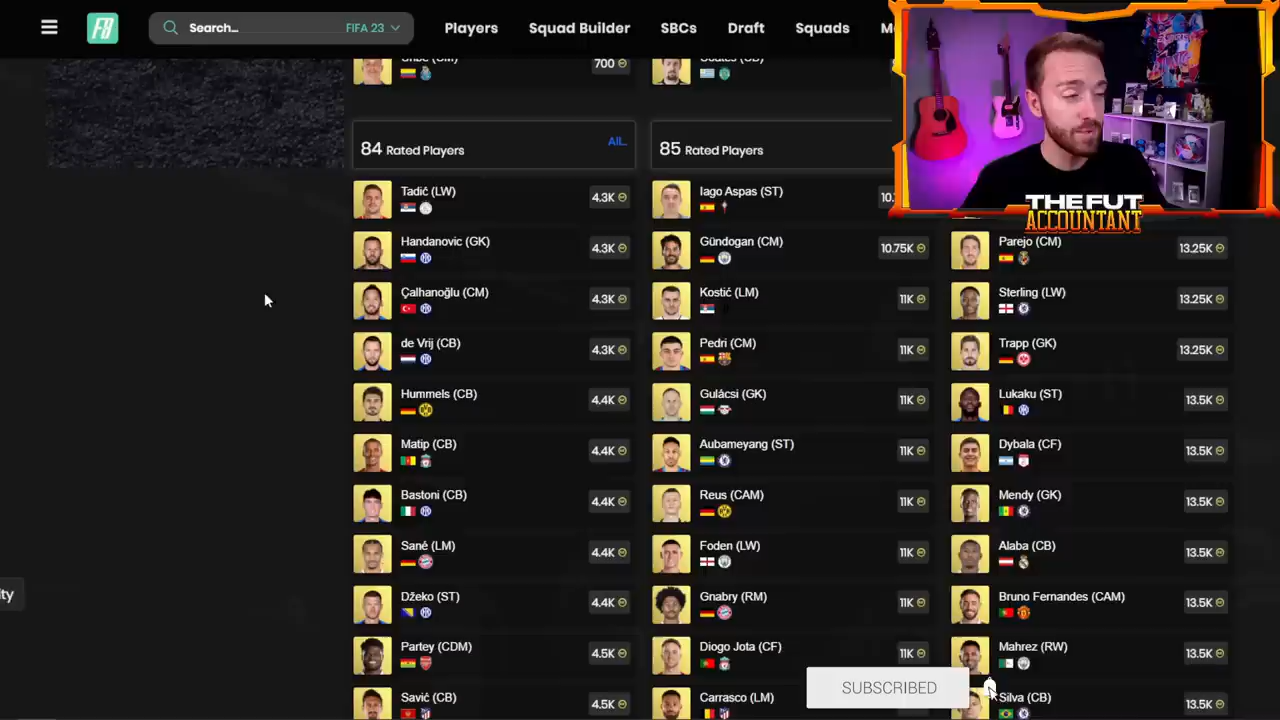 FB
Search...
FIFA 23
Players
Squad Builder
SBCs
Draft
Squads
700
84 Rated Players
All..
85 Rated Players
THE FUT
ACCOUNTANT
Tadić (LW)
4.3K
Handanovic (GK)
4.3K
Çalhanoğlu (CM)
4.3K
de Vrij (CB)
4.3K
Hummels (CB)
4.4K
Matip (CB)
4.4K
Bastoni (CB)
4.4K
Sané (LM)
4.4K
Džeko (ST)
4.4K
Partey (CDM)
4.5K
Savić (CB)
4.5K
Iago Aspas (ST)
10.
Gündogan (CM)
10.75K
Kostić (LM)
11K
Pedri (CM)
11K
Gulácsi (GK)
11K
Aubameyang (ST)
11K
Reus (CAM)
11K
Foden (LW)
11K
Gnabry (RM)
11K
Diogo Jota (CF)
11K
Carrasco (LM)
Parejo (CM)
13.25K
Sterling (LW)
13.25K
Trapp (GK)
13.25K
Lukaku (ST)
13.5K
Dybala (CF)
13.5K
Mendy (GK)
13.5K
Alaba (CB)
13.5K
Bruno Fernandes (CAM)
13.5K
Mahrez (RW)
13.5K
Silva (CB)
13.5K
ity
SUBSCRIBED